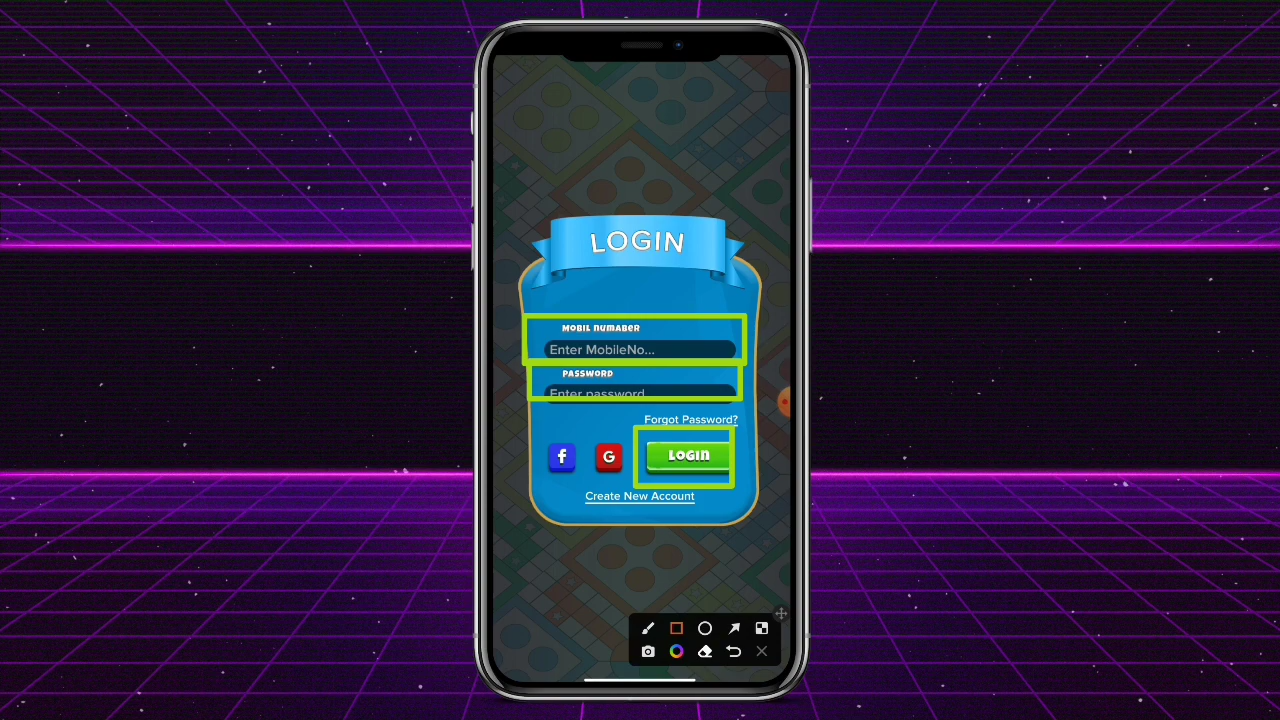 LOGIN
MOBIL NUMABER
Enter MobileNo...
PASSWORD
Enter password
Forgot Password?
f
G
LOGIN
Create New Account